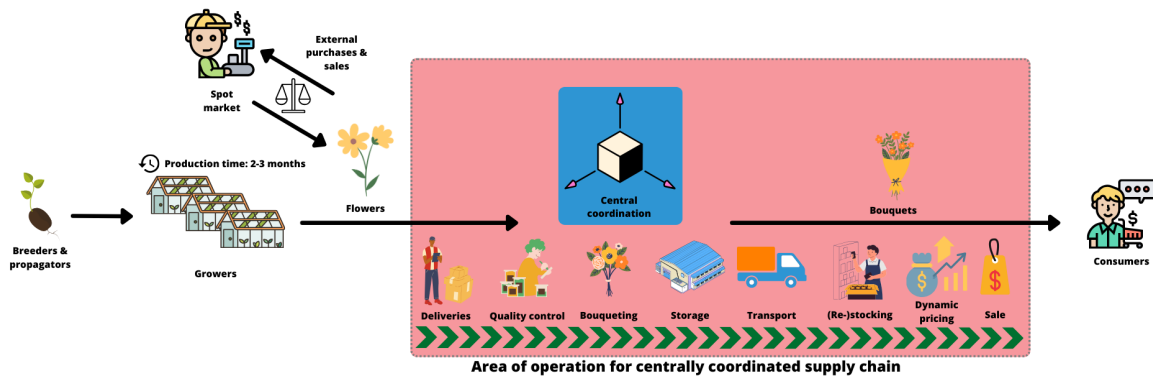 External
purchases &
sales
Spot
market
Production time: 2-3 months
Flowers
Breeders &
propagators
Growers
Central
coordination
Bouquets
Consumers
Deliveries
Quality control
Bouqueting
Storage
Transport
(Re-)stocking
Dynamic
pricing
Sale
Area of operation for centrally coordinated supply chain